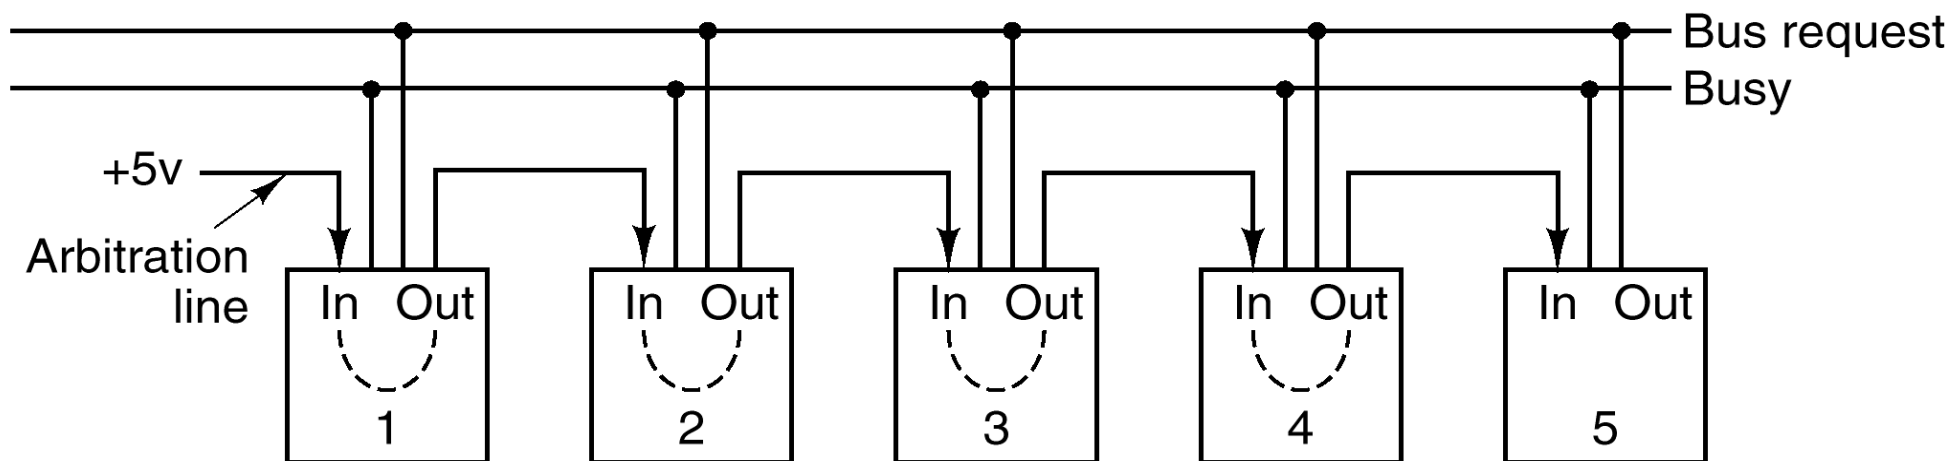 Bus request
Busy
+5v
Arbitration
line
In Out
In Out
In Out
In Out
In Out
1
2
3
4
5